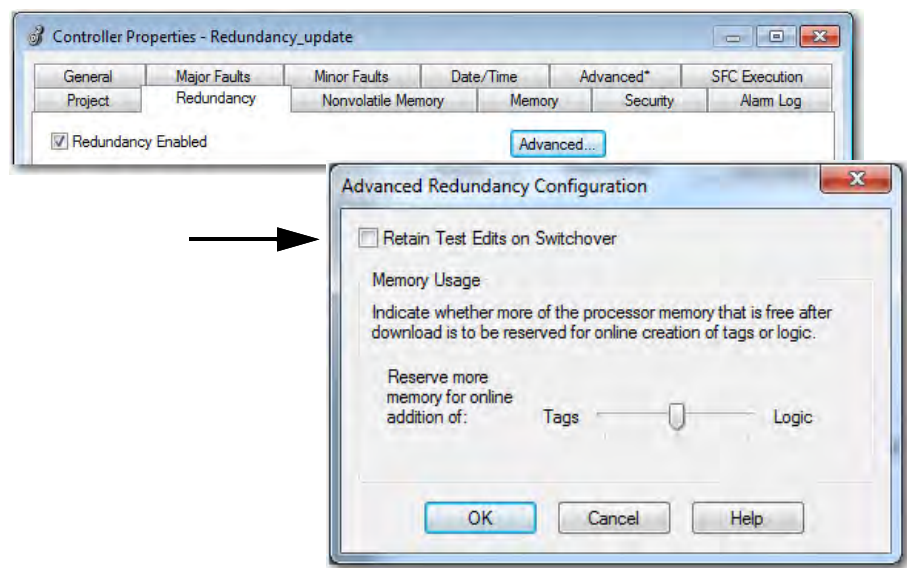 Controller Properties - Redundancy_update
General Major Faults Minor Faults Date/Time Advanced* SFC Execution
Project Redundancy Nonvolatile Memory Memory Security Alarm Log
Redundancy Enabled Advanced...
Advanced Redundancy Configuration
Retain Test Edits on Switchover
Memory Usage
Indicate whether more of the processor memory that is free after
download is to be reserved for online creation of tags or logic.
Reserve more
memory for online
addition of: Tags Logic
OK Cancel Help